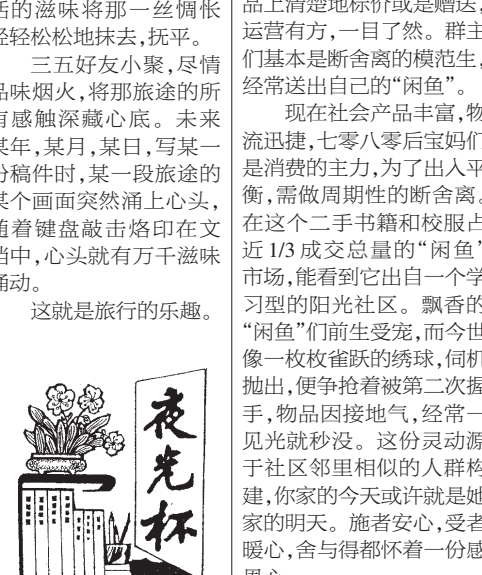 活的滋味将那一丝惆怅
轻轻松松地抹去,抚平。
三五好友小聚,尽情
品味烟火,将那旅途的所
有感触深藏心底。未来
某年,某月,某日,写某一
份稿件时,某一段旅途的
某个画面突然涌上心头,
随着键盘敲击烙印在文
档中,心头就有万千滋味
涌动。
这就是旅行的乐趣。
夜光杯
品上清楚地标价或是赠送,
运营有方,一目了然。群主
们基本是断舍离的模范生,
经常送出自己的“闲鱼”。
现在社会产品丰富,物
流迅捷,七零八零后宝妈们
是消费的主力,为了出入平
衡,需做周期性的断舍离。
在这个二手书籍和校服占
近 1/3 成交总量的“闲鱼”
市场,能看到它出自一个学
习型的阳光社区。飘香的
“闲鱼”们前生受宠,而今世
像一枚枚雀跃的绣球,伺机
抛出,便争抢着被第二次握
手,物品因接地气,经常一
见光就秒没。这份灵动源
于社区邻里相似的人群构
建,你家的今天或许就是她
家的明天。施者安心,受者
暖心,舍与得都怀着一份感